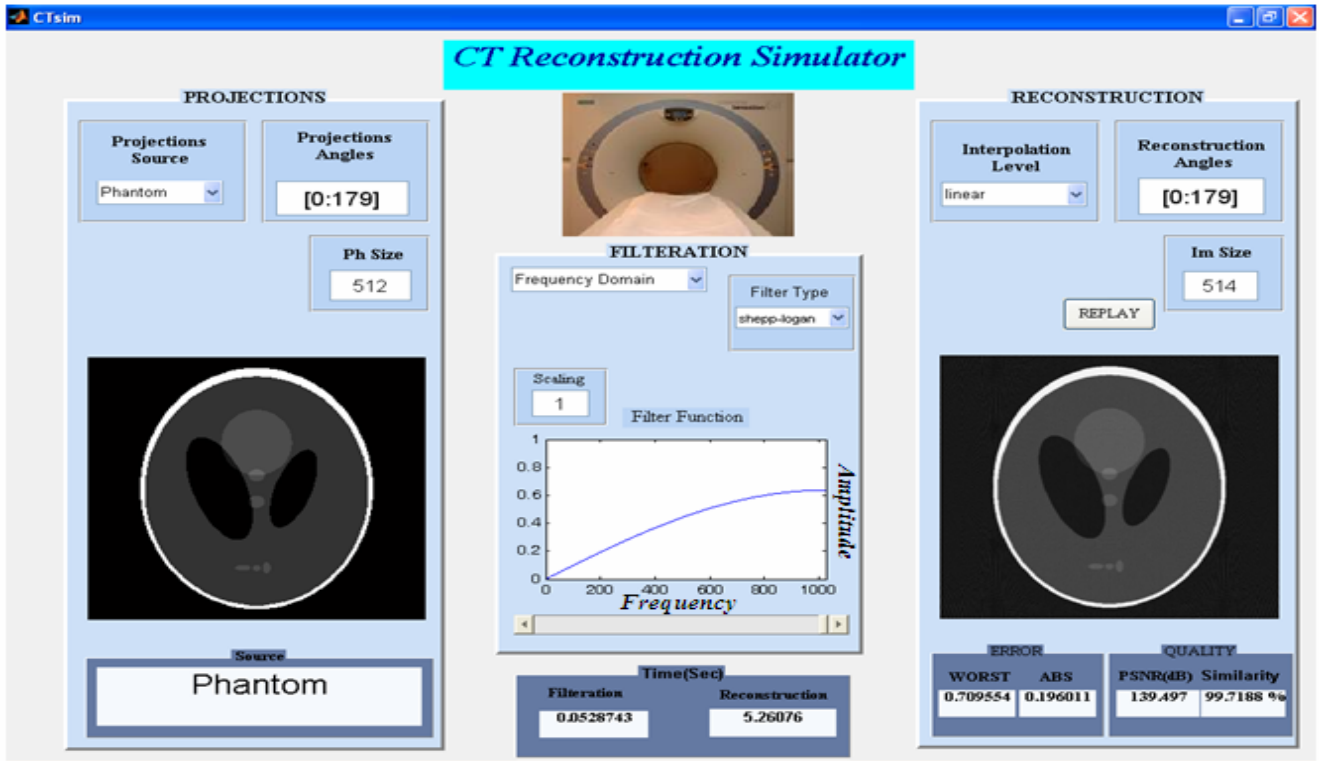 CTsim
CT Reconstruction Simulator
PROJECTIONS
Projections
Source
Phantom
Projections
Angles
[0:179]
Ph Size
512
Source
Phantom
FILTERATION
Frequency Domain
Filter Type
shepp-logan
Scaling
1
Filter Function
1
0.8
0.6
0.4
0.2
0
0 200 400 600 800 1000
Frequency
Amplitude
Time(Sec)
Filteration
0.0528743
Reconstruction
5.26076
RECONSTRUCTION
Interpolation
Level
linear
Reconstruction
Angles
[0:179]
Im Size
514
REPLAY
ERROR
WORST ABS
0.709554 0.196011
QUALITY
PSNR(dB) Similarity
139.497 99.7188 %